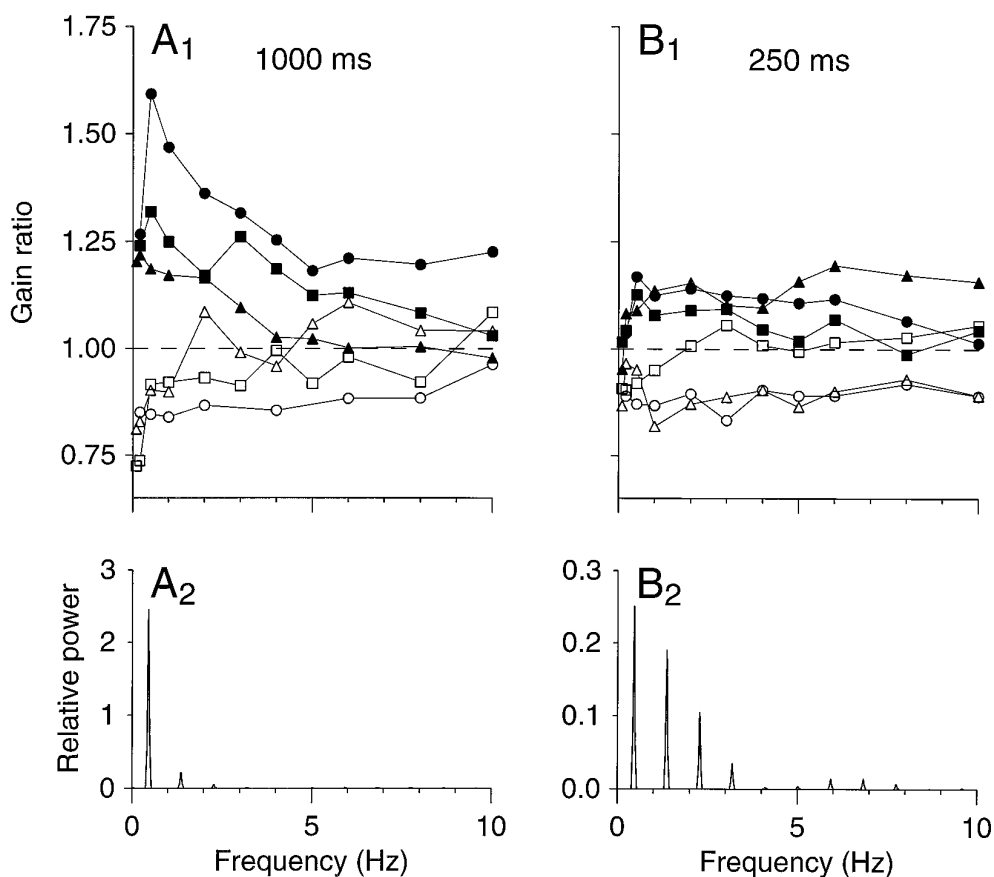 A1
1000 ms
B1
250 ms
Gain ratio
1.75
1.50
1.25
1.00
0.75
A2
B2
Relative power
3
2
1
0
0.3
0.2
0.1
0.0
0
5
10
0
5
10
Frequency (Hz)
Frequency (Hz)